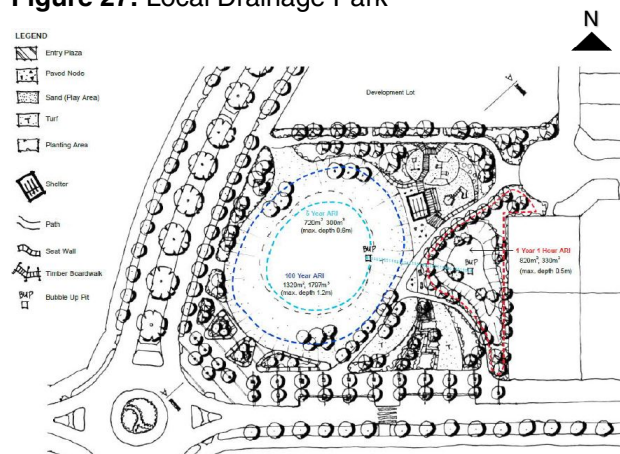 Figure 27: Local Drainage Park
N
LEGEND
Entry Plaza
Paved Node
Sand (Play Area)
Turf
Planting Area
Shelter
Path
Seat Wall
Timber Boardwalk
BUP
Bubble Up Pit
Development Lot
A
5 Year ARI
720m², 300m³
(max. depth 0.6m)
BUP
100 Year ARI
1320m², 1797m³
(max. depth 1.2m)
BUP
1 Year 1 Hour ARI
820m², 330m³
(max. depth 0.5m)